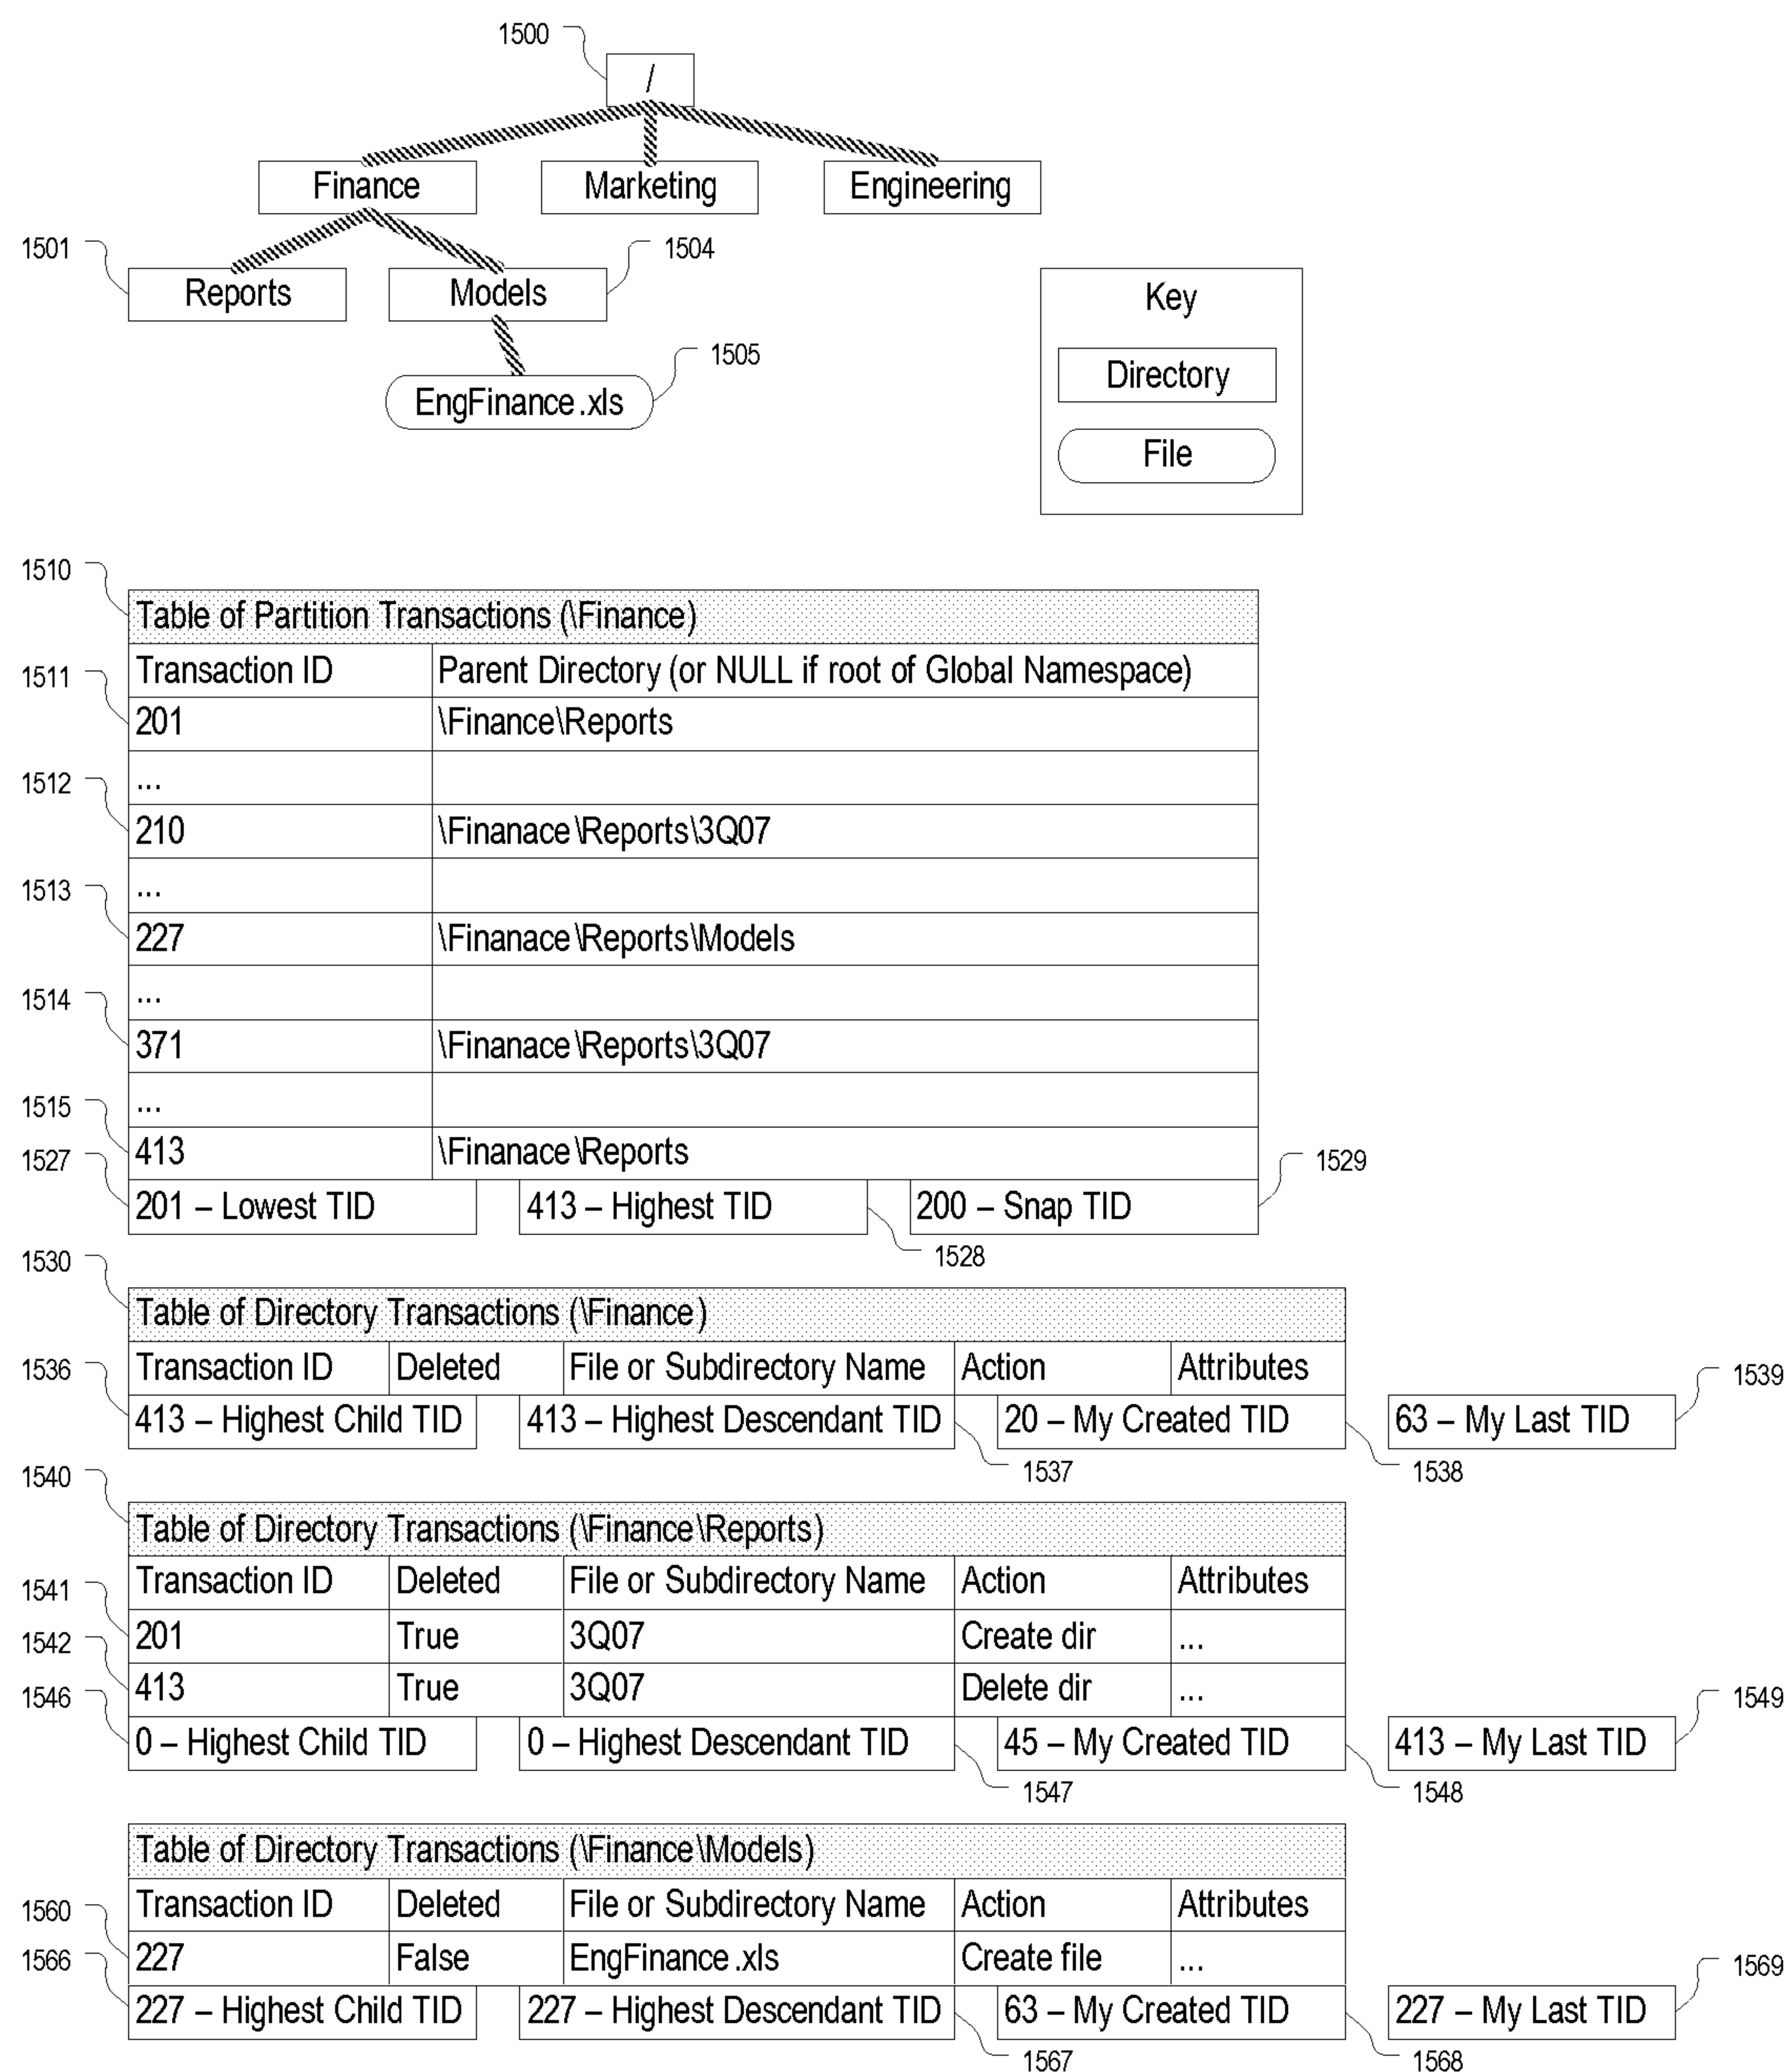 1500
/
Finance Marketing Engineering
1501 1504
Reports Models Key
1505
Directory
EngFinance.xls
File
1510
Table of Partition Transactions (\Finance)
1511 Transaction ID Parent Directory (or NULL if root of Global Namespace)
201 \Finance\Reports
1512 ...
210 \Finanace\Reports\3Q07
1513 ...
227 \Finanace\Reports\Models
1514 ...
371 \Finanace\Reports\3Q07
1515 ...
413 \Finanace\Reports
1527 1529
201 – Lowest TID 413 – Highest TID 200 – Snap TID
1530 1528
Table of Directory Transactions (\Finance)
1536 Transaction ID Deleted File or Subdirectory Name Action Attributes 1539
413 – Highest Child TID 413 – Highest Descendant TID 20 – My Created TID 63 – My Last TID
1540 1537 1538
Table of Directory Transactions (\Finance\Reports)
1541 Transaction ID Deleted File or Subdirectory Name Action Attributes
1542 201 True 3Q07 Create dir ...
1546 413 True 3Q07 Delete dir ... 1549
0 – Highest Child TID 0 – Highest Descendant TID 45 – My Created TID 413 – My Last TID
1547 1548
Table of Directory Transactions (\Finance\Models)
1560 Transaction ID Deleted File or Subdirectory Name Action Attributes
1566 227 False EngFinance.xls Create file ... 1569
227 – Highest Child TID 227 – Highest Descendant TID 63 – My Created TID 227 – My Last TID
1567 1568